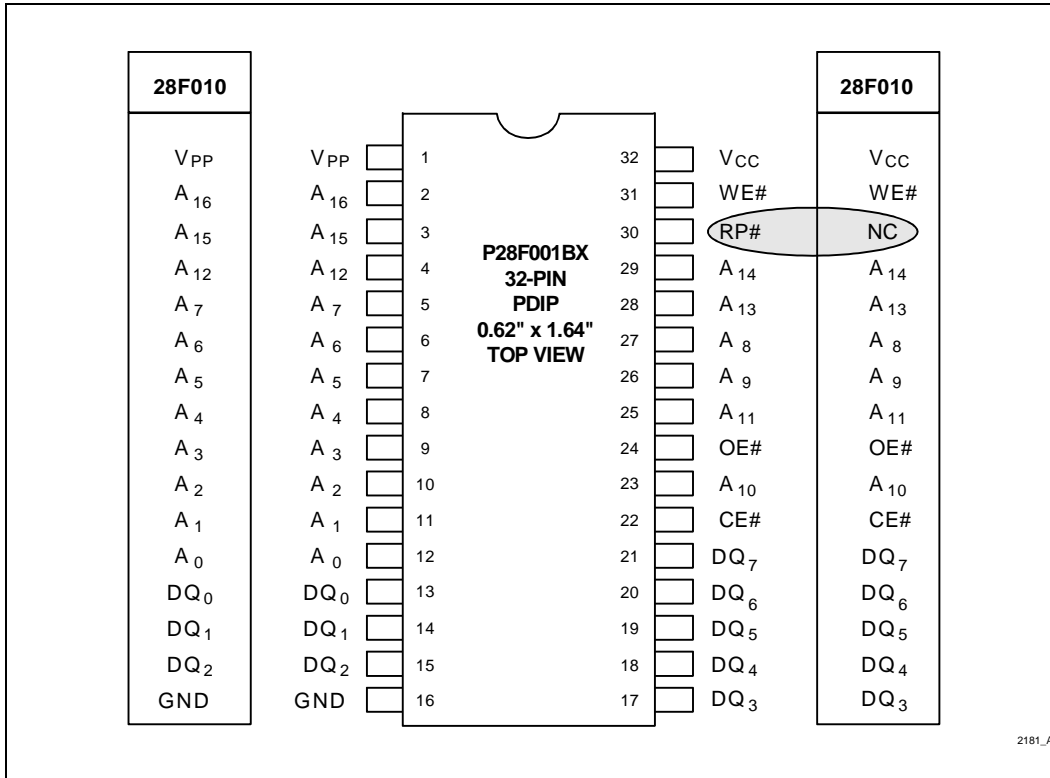 28F010 28F010
VPP VPP 1 32 VCC VCC
A16 A16 2 31 WE# WE#
A15 A15 3 30 RP# NC
A12 A12 4 29 A14 A14
A7 A7 5 28 A13 A13
A6 A6 6 27 A8 A8
A5 A5 7 26 A9 A9
A4 A4 8 25 A11 A11
A3 A3 9 24 OE# OE#
A2 A2 10 23 A10 A10
A1 A1 11 22 CE# CE#
A0 A0 12 21 DQ7 DQ7
DQ0 DQ0 13 20 DQ6 DQ6
DQ1 DQ1 14 19 DQ5 DQ5
DQ2 DQ2 15 18 DQ4 DQ4
GND GND 16 17 DQ3 DQ3
P28F001BX
32-PIN
PDIP
0.62" x 1.64"
TOP VIEW
2181_A